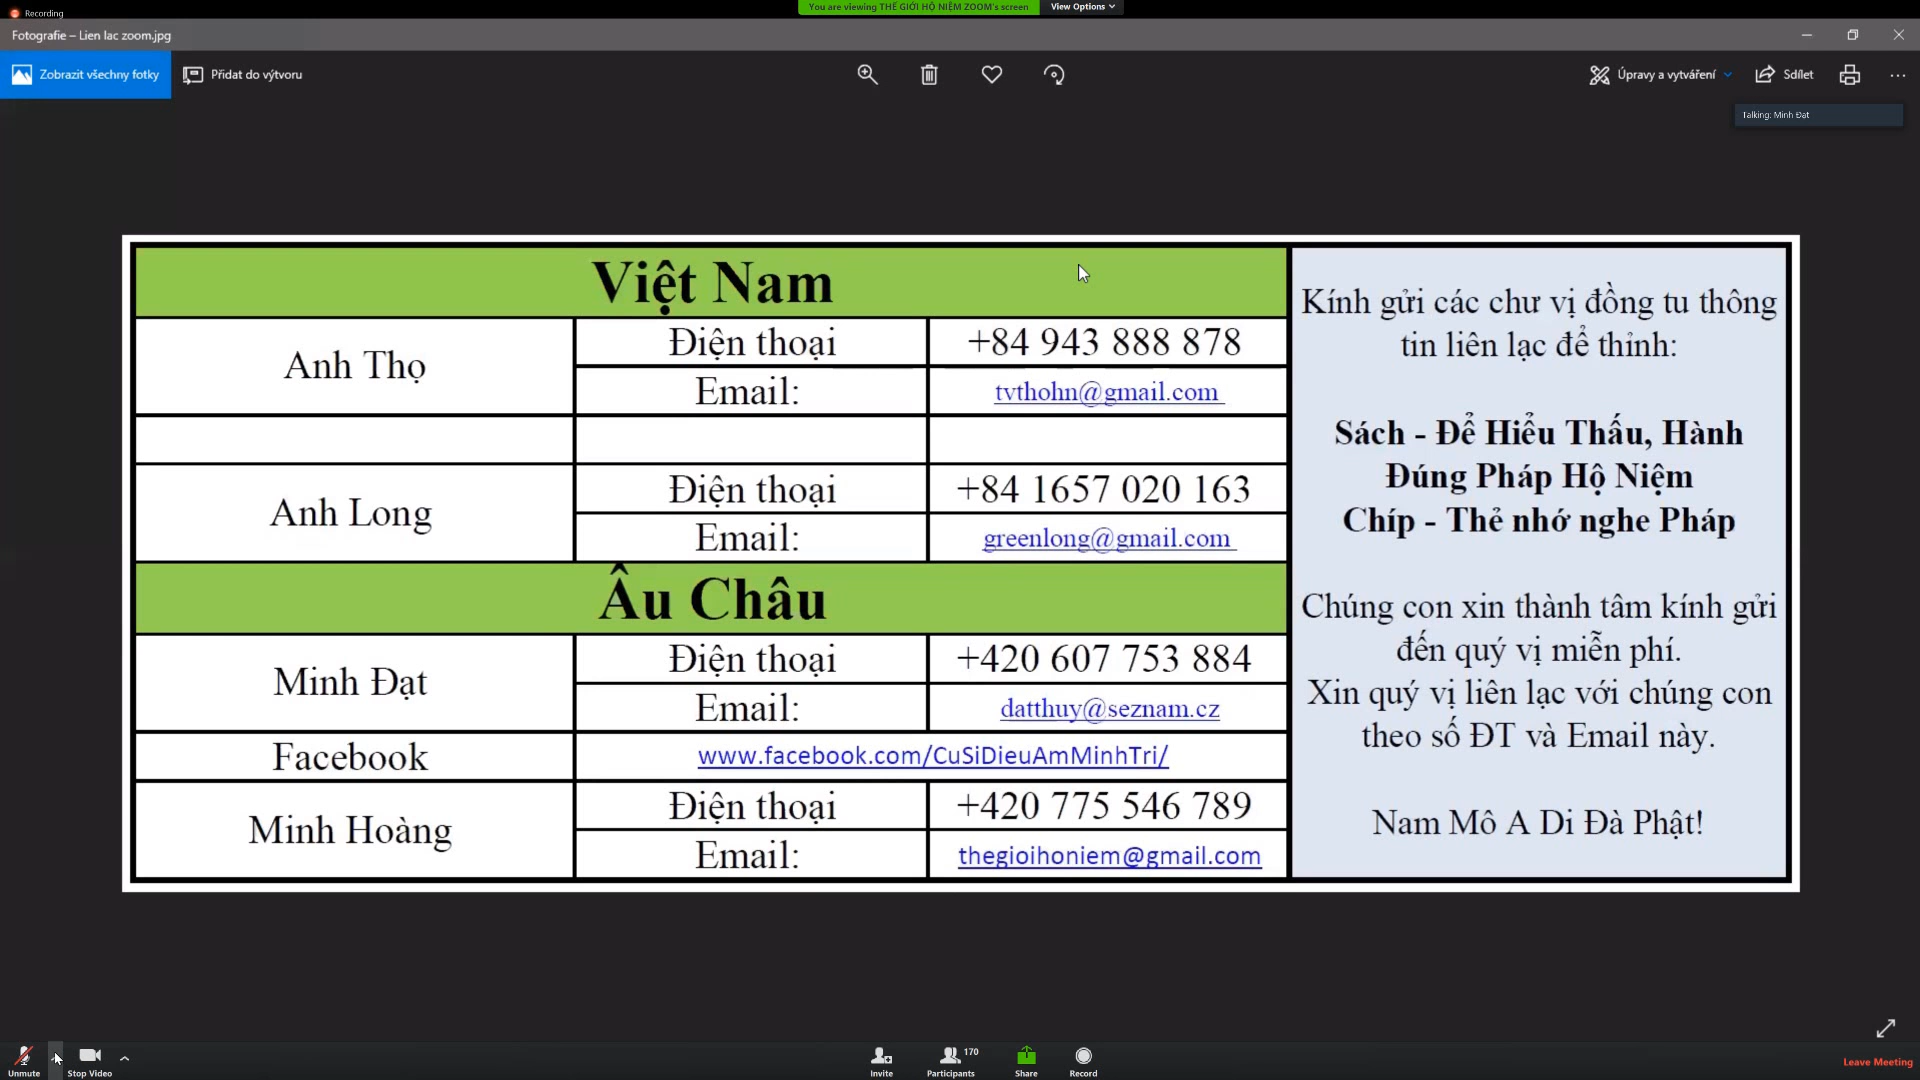 Recording
You are viewing THẾ GIỚI HỘ NIỆM ZOOM's screen
View Options
Fotografie – Lien lac zoom.jpg
Zobrazit všechny fotky
Přidat do výtvoru
Úpravy a vytváření
Sdílet
Talking: Minh Đạt
Việt Nam
Anh Thọ
Điện thoại
+84 943 888 878
Email:
tvthohn@gmail.com
Anh Long
Điện thoại
+84 1657 020 163
Email:
greenlong@gmail.com
Âu Châu
Minh Đạt
Điện thoại
+420 607 753 884
Email:
datthuy@seznam.cz
Facebook
www.facebook.com/CuSiDieuAmMinhTri/
Minh Hoàng
Điện thoại
+420 775 546 789
Email:
thegioihoniem@gmail.com
Kính gửi các chư vị đồng tu thông
tin liên lạc để thỉnh:
Sách - Để Hiểu Thấu, Hành
Đúng Pháp Hộ Niệm
Chíp - Thẻ nhớ nghe Pháp
Chúng con xin thành tâm kính gửi
đến quý vị miễn phí.
Xin quý vị liên lạc với chúng con
theo số ĐT và Email này.
Nam Mô A Di Đà Phật!
Unmute
Stop Video
Invite
Participants
170
Share
Record
Leave Meeting